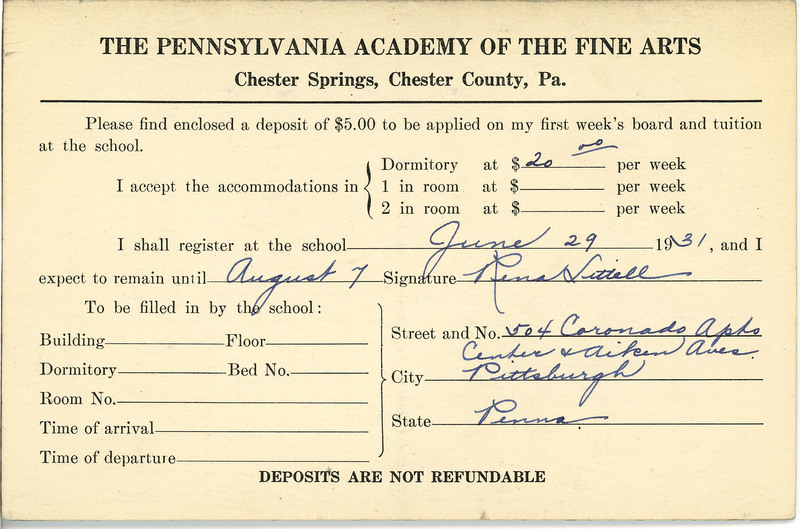 THE PENNSYLVANIA ACADEMY OF THE FINE ARTS
Chester Springs, Chester County, Pa.
Please find enclosed a deposit of $5.00 to be applied on my first week's board and tuition
at the school.
I accept the accommodations in
Dormitory at $20 00 per week
1 in room at $ per week
2 in room at $ per week
I shall register at the school June 29 1931, and I
expect to remain until August 7 Signature Rena Littell
To be filled in by the school:
Building Floor
Dormitory Bed No.
Room No.
Time of arrival
Time of departure
Street and No. 504 Coronado Apts
Center & Aiken Aves.
City Pittsburgh
State Penna.
DEPOSITS ARE NOT REFUNDABLE